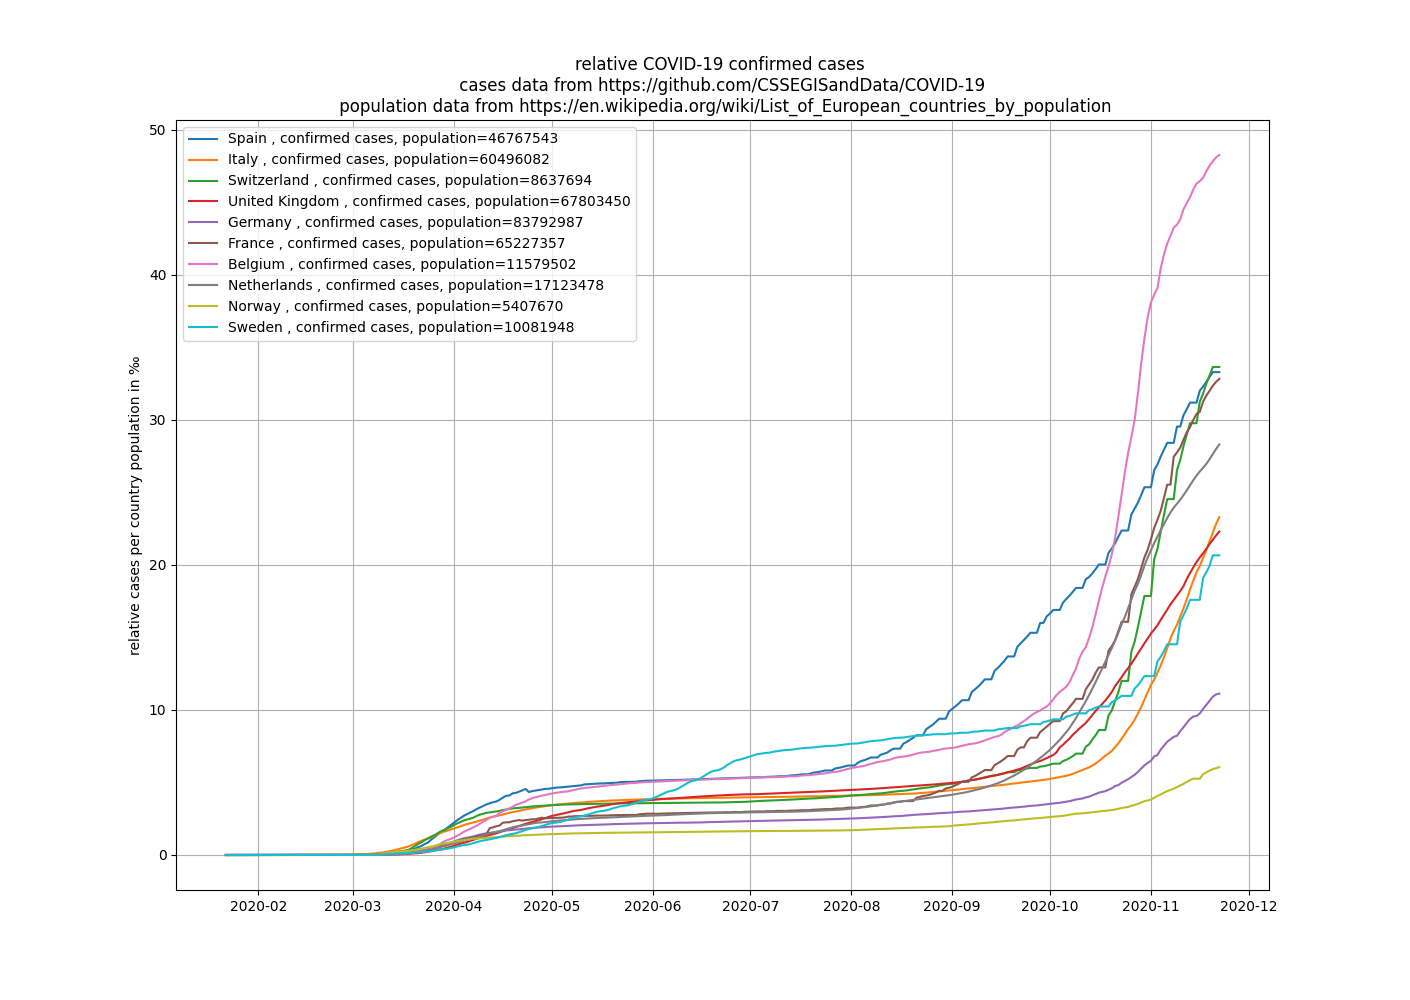 relative COVID-19 confirmed cases
cases data from https://github.com/CSSEGISandData/COVID-19
population data from https://en.wikipedia.org/wiki/List_of_European_countries_by_population
Spain , confirmed cases, population=46767543
Italy , confirmed cases, population=60496082
Switzerland , confirmed cases, population=8637694
United Kingdom , confirmed cases, population=67803450
Germany , confirmed cases, population=83792987
France , confirmed cases, population=65227357
Belgium , confirmed cases, population=11579502
Netherlands , confirmed cases, population=17123478
Norway , confirmed cases, population=5407670
Sweden , confirmed cases, population=10081948
relative cases per country population in ‰
50
40
30
20
10
0
2020-02 2020-03 2020-04 2020-05 2020-06 2020-07 2020-08 2020-09 2020-10 2020-11 2020-12